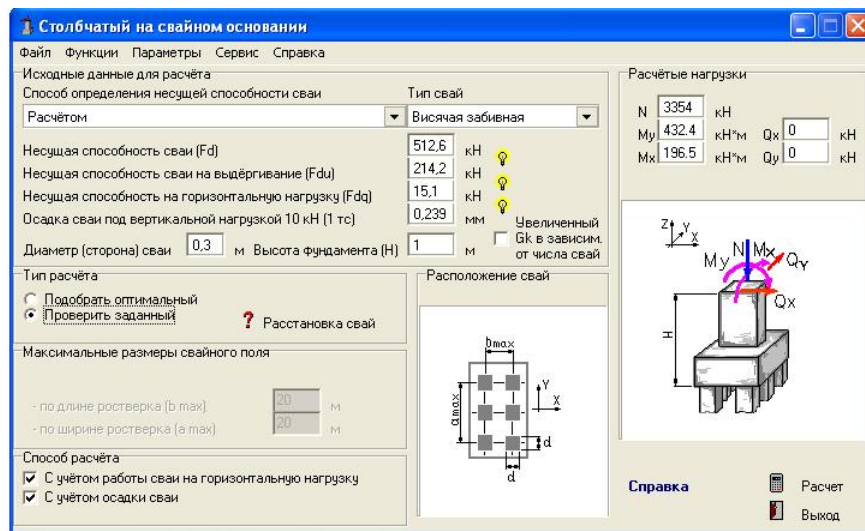 Столбчатый на свайном основании
Файл Функции Параметры Сервис Справка
Исходные данные для расчёта
Способ определения несущей способности сваи Тип свай
Расчётом Висячая забивная
Несущая способность сваи (Fd) 512,6 кН
Несущая способность сваи на выдёргивание (Fdu) 214,2 кН
Несущая способность на горизонтальную нагрузку (Fdq) 15,1 кН
Осадка сваи под вертикальной нагрузкой 10 кН (1 тс) 0,239 мм
Увеличенный
Gk в зависим.
от числа свай
Диаметр (сторона) сваи 0,3 м Высота фундамента (H) 1 м
Расчётые нагрузки
N 3354 кН
My 432.4 кН*м Qx 0 кН
Mx 196.5 кН*м Qy 0 кН
Тип расчёта
Подобрать оптимальный
Проверить заданный
? Расстановка свай
Максимальные размеры свайного поля
- по длине ростверка (b max) 20 м
- по ширине ростверка (a max) 20 м
Способ расчёта
С учётом работы сваи на горизонтальную нагрузку
С учётом осадки сваи
Расположение свай
bmax
amax
Y
X
d
d
Z
Y
X
N
Mx
My
Qy
Qx
H
Справка
Расчет
Выход